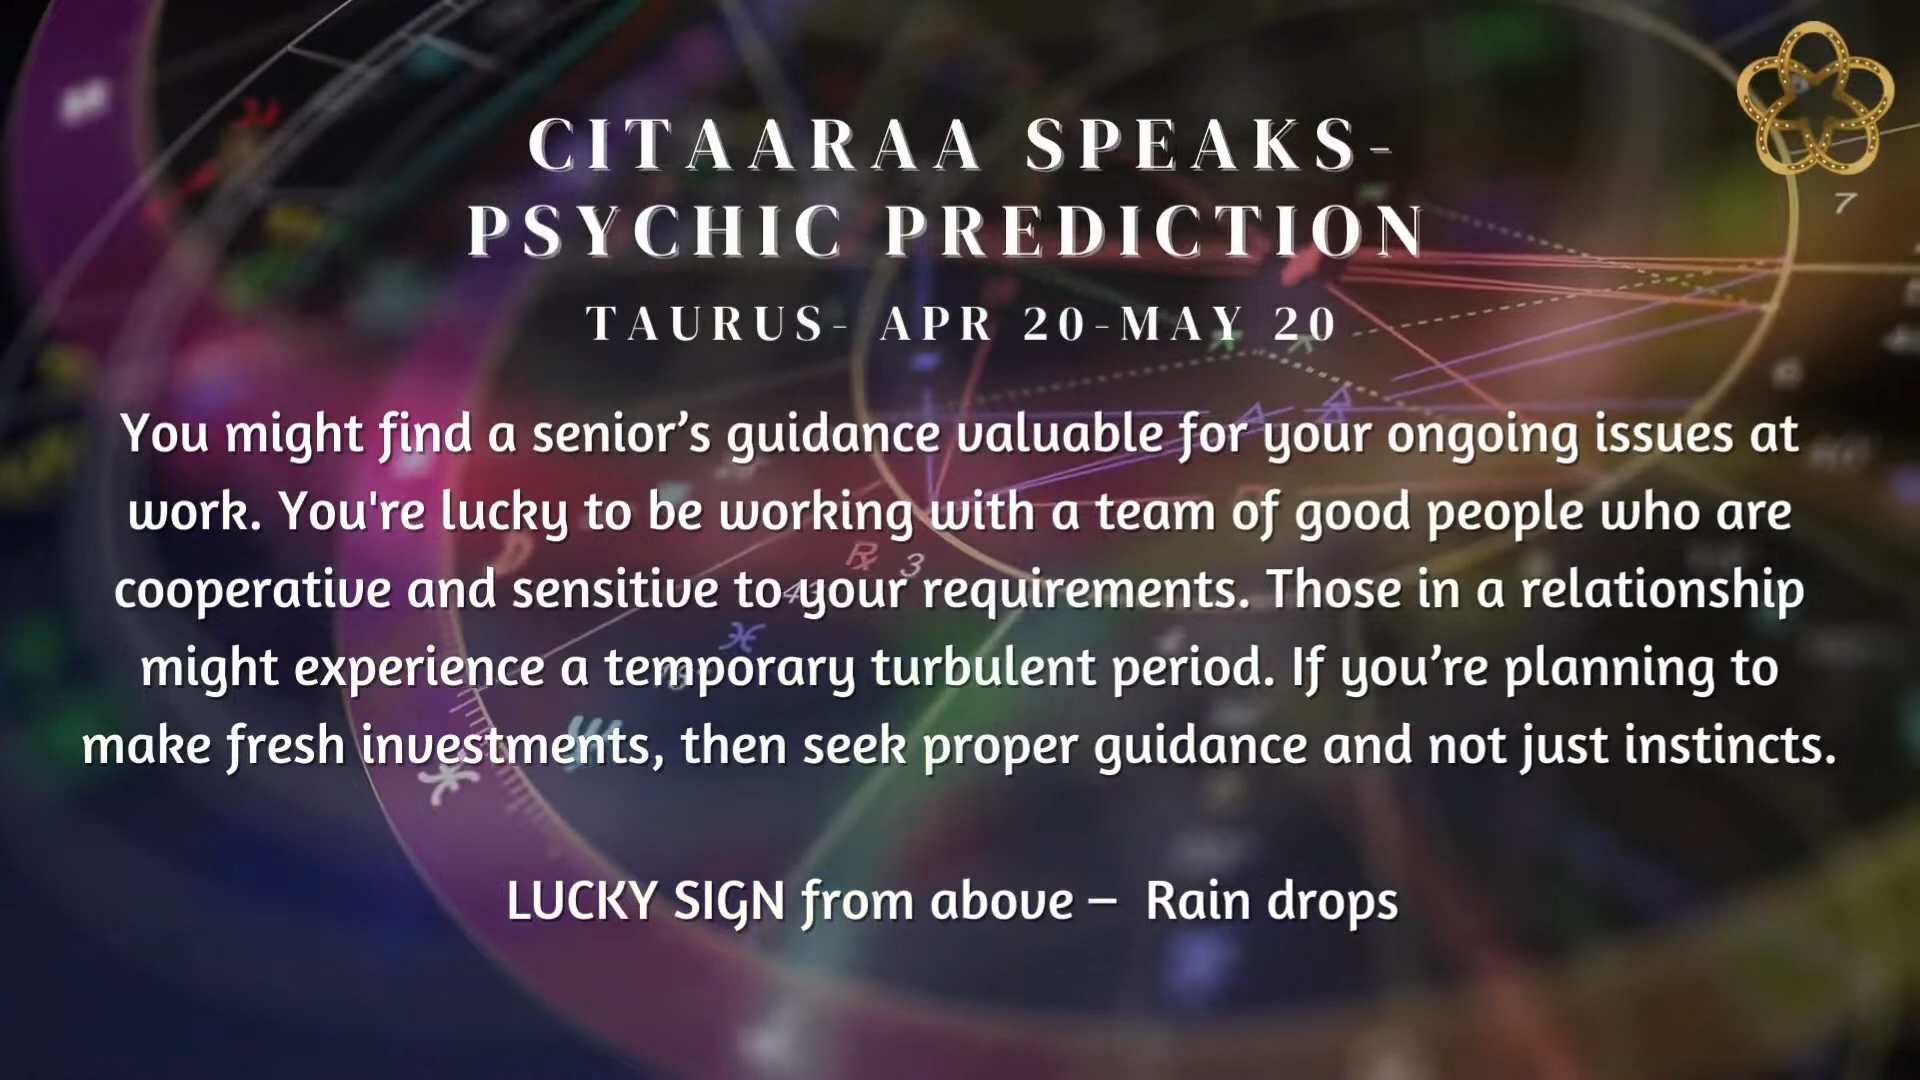 CITAARAA SPEAKS-
PSYCHIC PREDICTION
TAURUS- APR 20-MAY 20
You might find a senior’s guidance valuable for your ongoing issues at
work. You're lucky to be working with a team of good people who are
cooperative and sensitive to your requirements. Those in a relationship
might experience a temporary turbulent period. If you’re planning to
make fresh investments, then seek proper guidance and not just instincts.
LUCKY SIGN from above – Rain drops
7
3